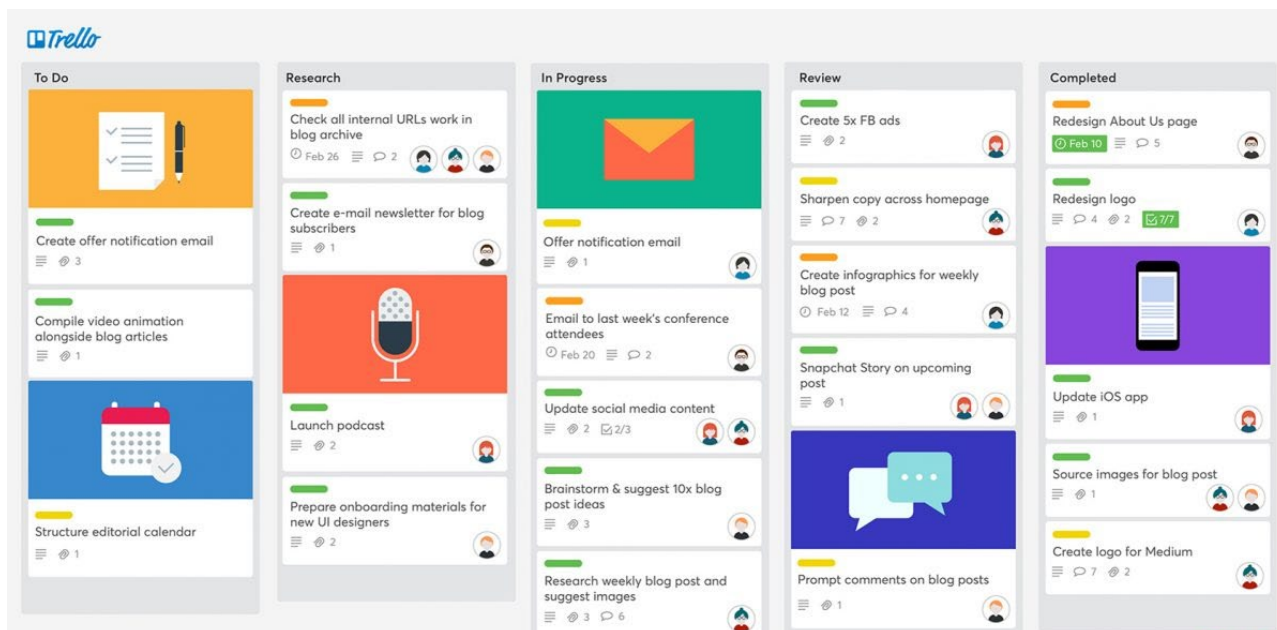 Trello
To Do
Create offer notification email
3
Compile video animation
alongside blog articles
1
Structure editorial calendar
1
Research
Check all internal URLs work in
blog archive
Feb 26 2
Create e-mail newsletter for blog
subscribers
1
Launch podcast
2
Prepare onboarding materials for
new UI designers
2
In Progress
Offer notification email
1
Email to last week's conference
attendees
Feb 20 2
Update social media content
2 2/3
Brainstorm & suggest 10x blog
post ideas
3
Research weekly blog post and
suggest images
3 6
Review
Create 5x FB ads
2
Sharpen copy across homepage
7 2
Create infographics for weekly
blog post
Feb 12 4
Snapchat Story on upcoming
post
1
Prompt comments on blog posts
1
Completed
Redesign About Us page
Feb 10 5
Redesign logo
4 2 7/7
Update iOS app
1
Source images for blog post
1
Create logo for Medium
7 2